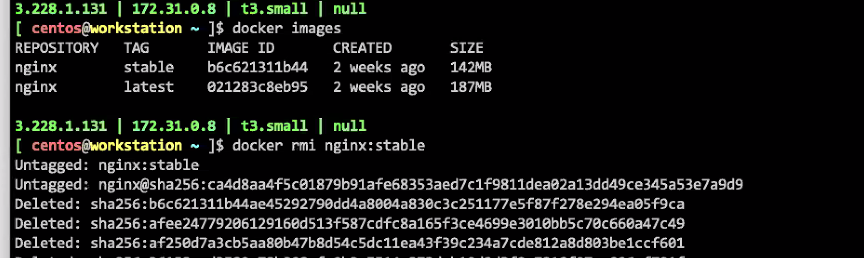 3.228.1.131 | 172.31.0.8 | t3.small | null
[ centos@workstation ~ ]$ docker images
REPOSITORY   TAG       IMAGE ID       CREATED       SIZE
nginx        stable    b6c621311b44   2 weeks ago   142MB
nginx        latest    021283c8eb95   2 weeks ago   187MB
3.228.1.131 | 172.31.0.8 | t3.small | null
[ centos@workstation ~ ]$ docker rmi nginx:stable
Untagged: nginx:stable
Untagged: nginx@sha256:ca4d8aa4f5c01879b91afe68353aed7c1f9811dea02a13dd49ce345a53e7a9d9
Deleted: sha256:b6c621311b44ae45292790dd4a8004a830c3c251177e5f87f278e294ea05f9ca
Deleted: sha256:afee24779206129160d513f587cdfc8a165f3ce4699e3010bb5c70c660a47c49
Deleted: sha256:af250d7a3cb5aa80b47b8d54c5dc11ea43f39c234a7cde812a8d803be1ccf601